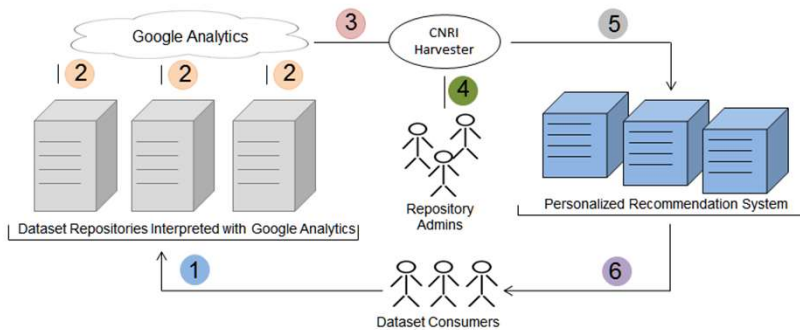 Google Analytics
3
CNRI
Harvester
5
2
2
2
4
Repository
Admins
Personalized Recommendation System
Dataset Repositories Interpreted with Google Analytics
1
6
Dataset Consumers